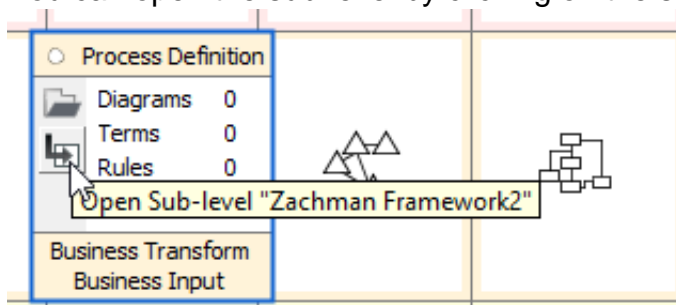 Process Definition
Diagrams 0
Terms 0
Rules 0
Open Sub-level "Zachman Framework2"
Business Transform
Business Input